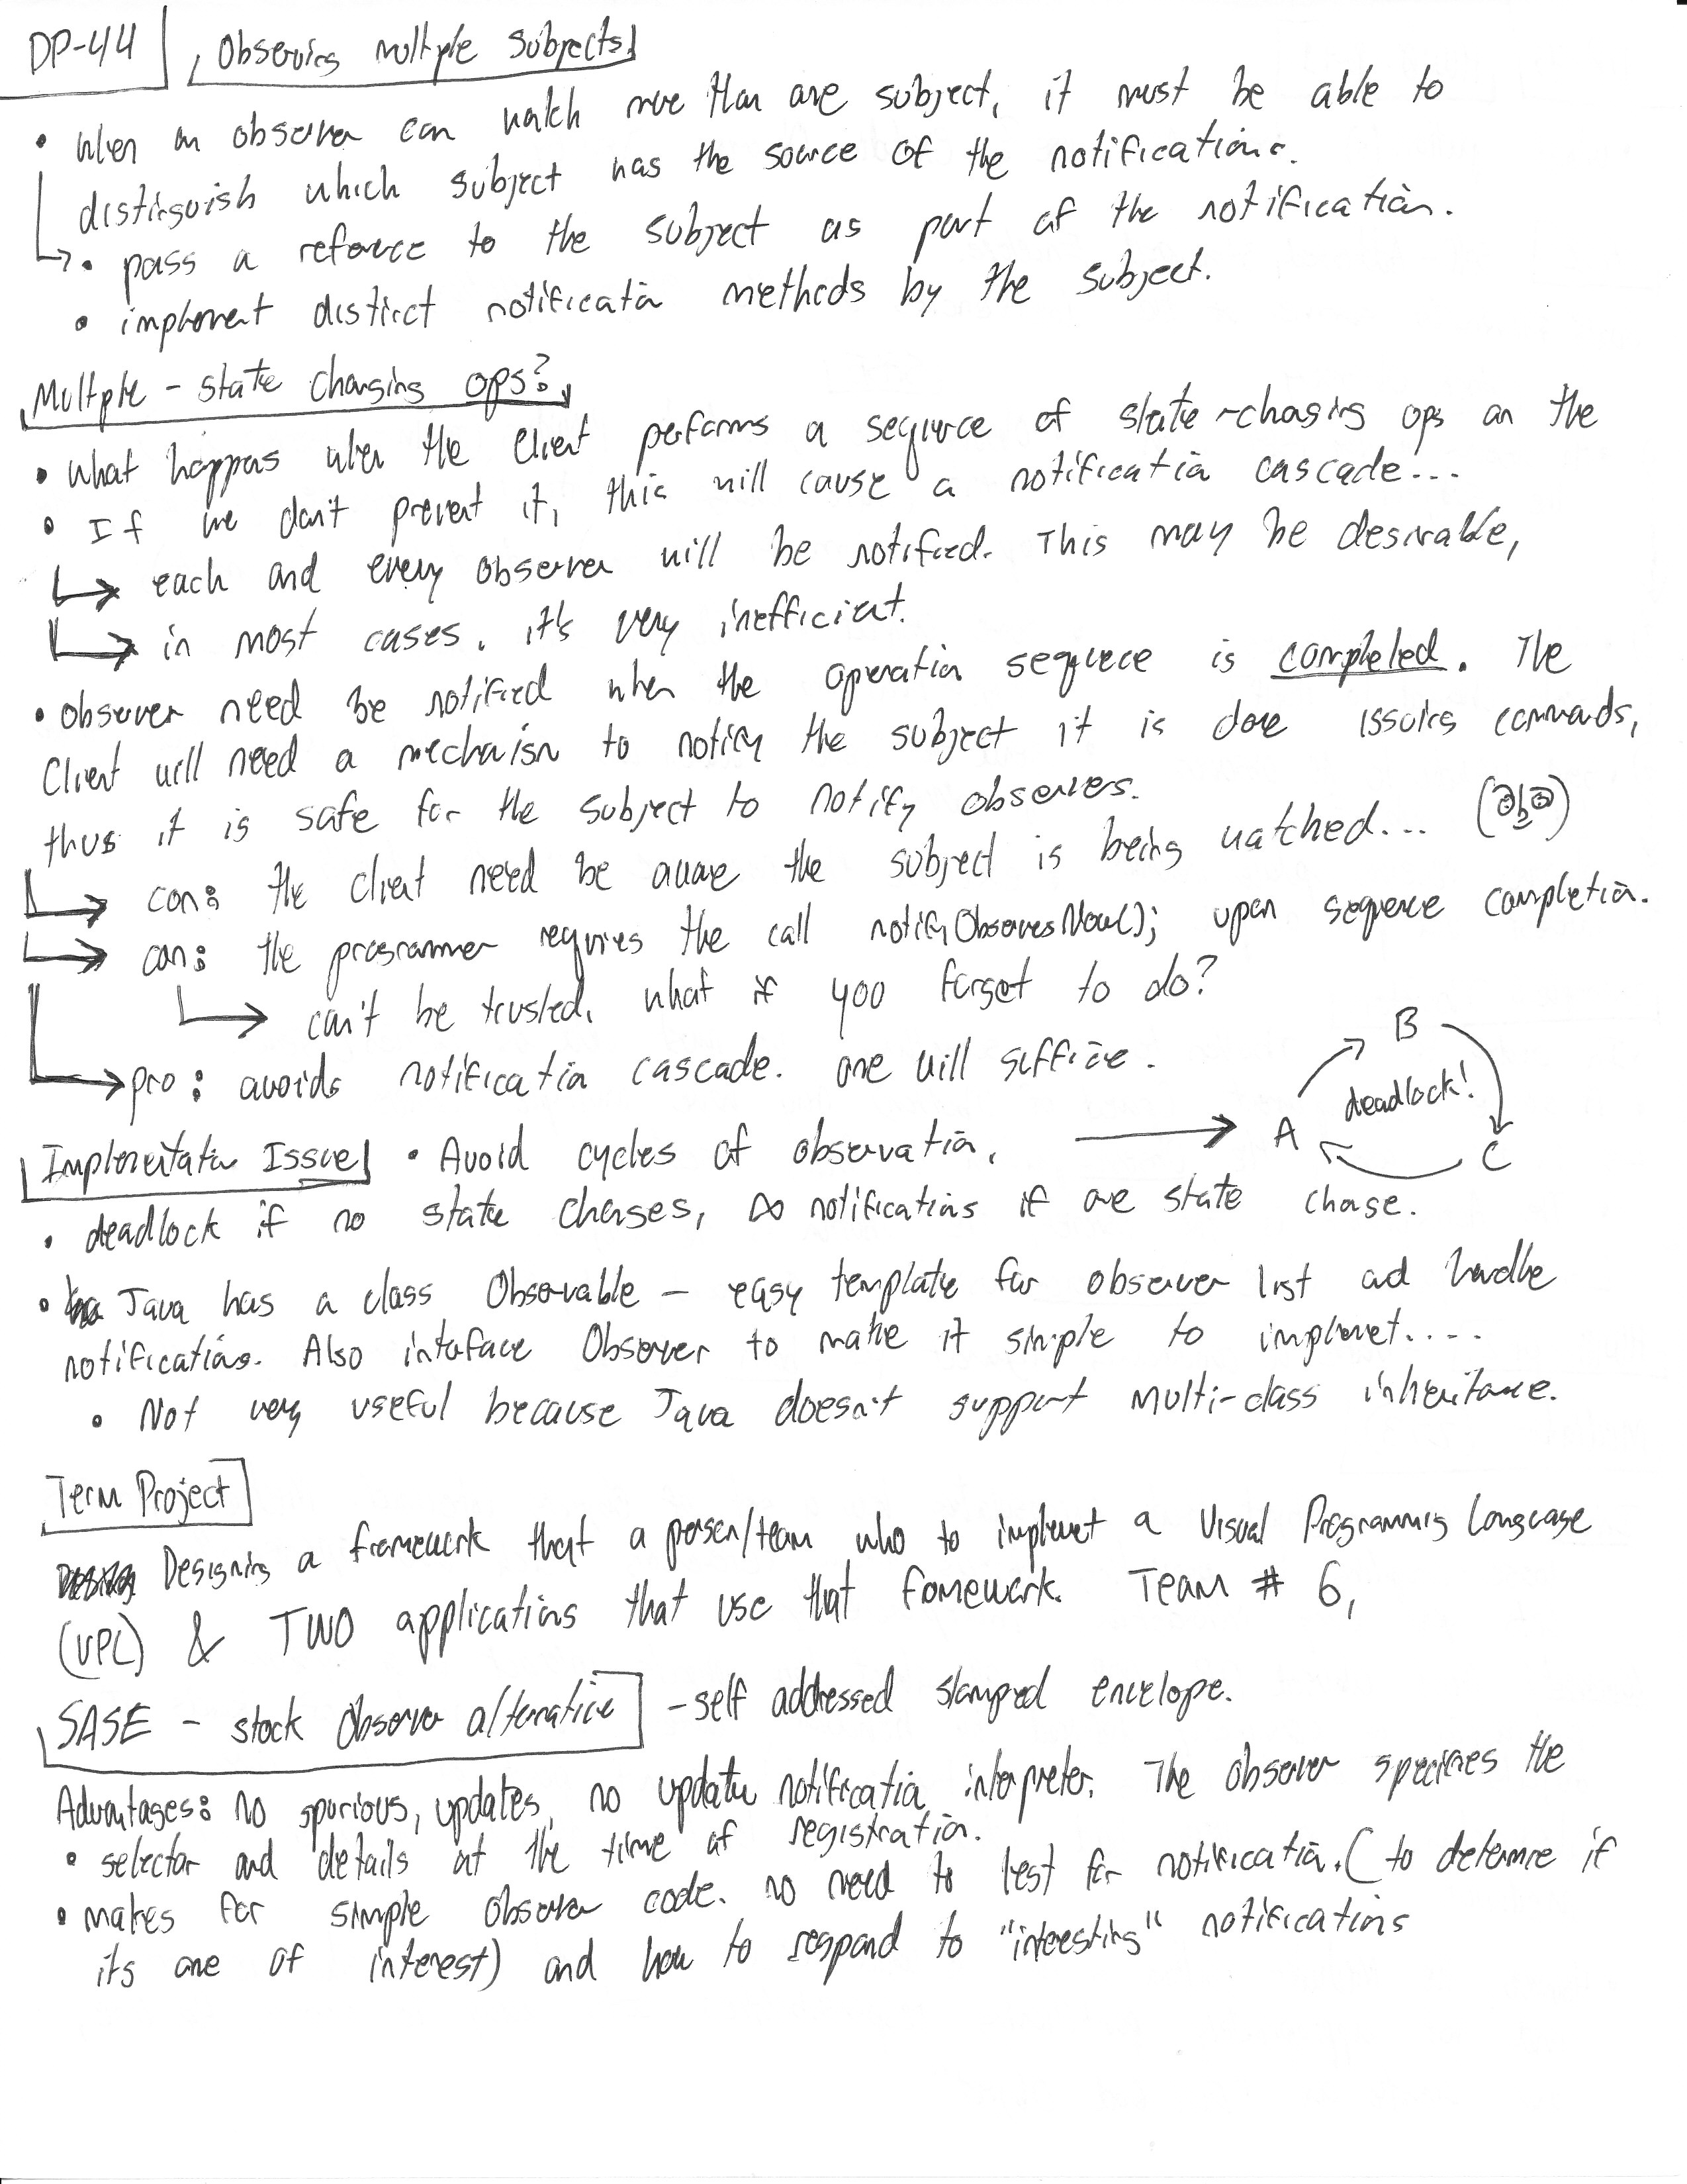 DP-44 Observing multiple subjects
• When an observer can watch more than one subject, it must be able to
distinguish which subject was the source of the notifications.
↳ • pass a reference to the subject as part of the notification.
• implement distinct notification methods by the subject.
Multiple - state changing ops?
• What happens when the client performs a sequence of state-changing ops on the
• If we don't prevent it, this will cause a notification cascade...
↳ each and every observer will be notified. This may be desirable,
↳ in most cases, it's very inefficient.
• observer need be notified when the operation sequence is completed. The
Client will need a mechanism to notify the subject it is done issuing commands,
thus it is safe for the subject to notify observers.
↳ con: the client need be aware the subject is being watched...
↳ con: the programmer requires the call notifyObserversNow(); upon sequence completion.
↳ can't be trusted, what if you forget to do?
↳ pro: avoids notification cascade. one will suffice.
Implementation Issue • Avoid cycles of observation, → A B C deadlock!
• deadlock if no state changes, ∞ notifications if one state change.
• Java has a class Observable - easy template for observer list and handle
notifications. Also interface Observer to make it simple to implement....
• Not very useful because Java doesn't support multi-class inheritance.
Term Project
Designing a framework that a person/team who to implement a Visual Programming Language
(VPL) & TWO applications that use that framework. Team # 6,
SASE - stock observer alternative - self addressed stamped envelope.
Advantages: no spurious, updates, no update notification interpreter. The observer specifies the
• selector and details at the time of registration.
• makes for simple observer code. no need to test for notification. (to determine if
its one of interest) and how to respond to "interesting" notifications